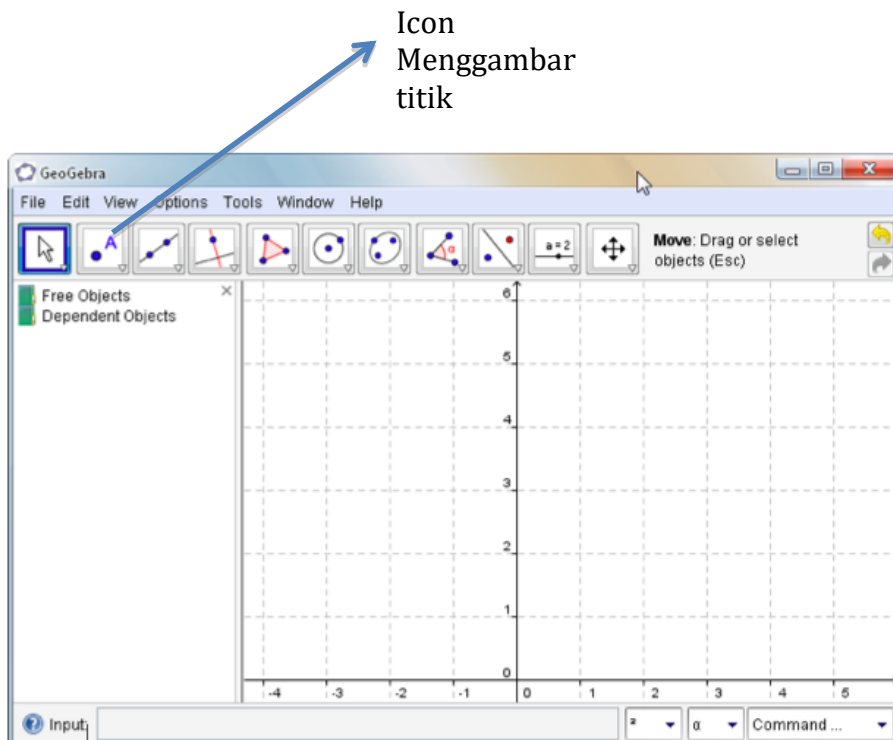 Icon
Menggambar
titik
GeoGebra
File Edit View Options Tools Window Help
A
α
a = 2
Move: Drag or select
objects (Esc)
Free Objects
Dependent Objects
6
5
4
3
2
1
0
-4 -3 -2 -1 0 1 2 3 4 5
Input: ² α Command ...